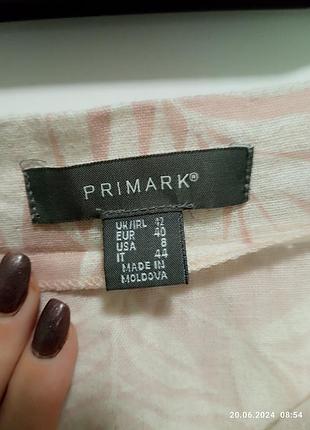 PRIMARK®
UK/IRL 12
EUR 40
USA 8
IT 44
MADE IN
MOLDOVA
20.06.2024 08:54